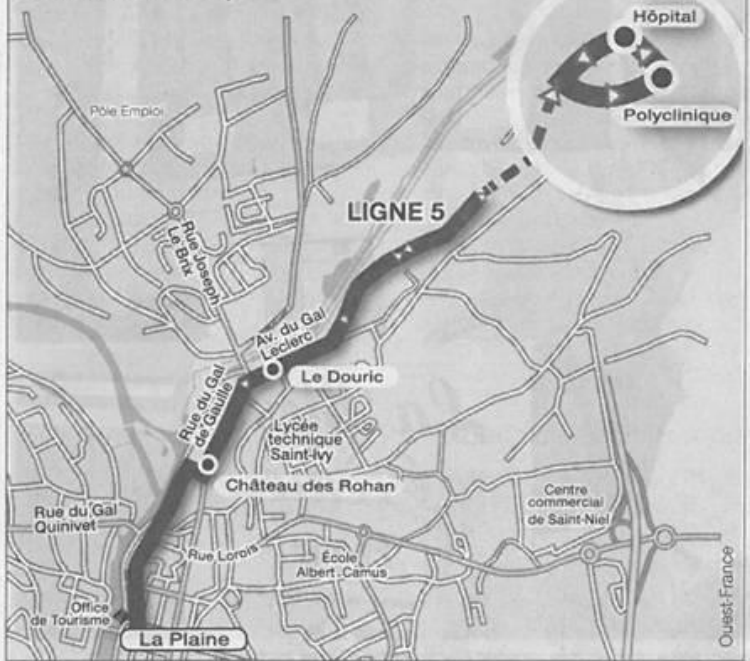 Hôpital
Polyclinique
Pôle Emploi
LIGNE 5
Rue Joseph
Le Brix
Av. du Gal
Leclerc
Le Douric
Rue du Gal
de Gaulle
Lycée
technique
Saint-Ivy
Château des Rohan
Centre
commercial
de Saint-Niel
Rue du Gal
Quinivet
Rue Lorois
École
Albert-Camus
Office
de Tourisme
La Plaine
Ouest-France